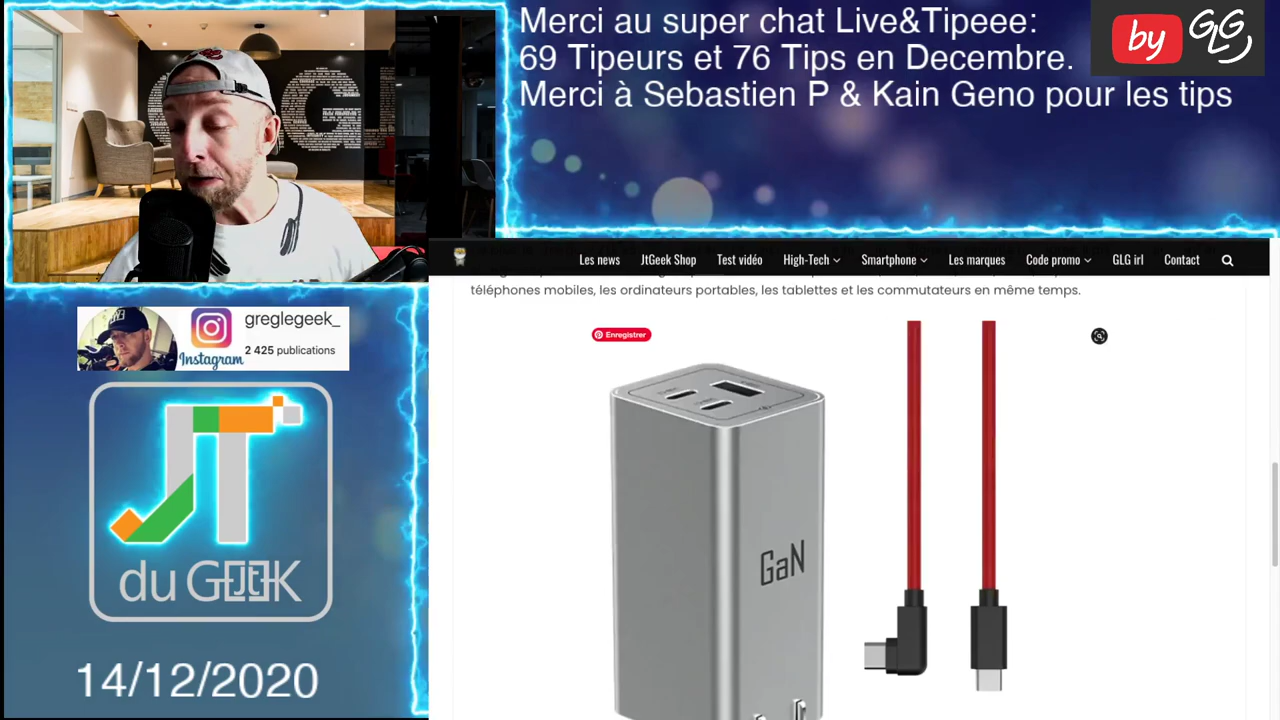 Merci au super chat Live&Tipeee:
69 Tipeurs et 76 Tips en Decembre.
Merci à Sebastien P & Kain Geno pour les tips
by GLG
Les news JtGeek Shop Test vidéo High-Tech Smartphone Les marques Code promo GLG irl Contact
téléphones mobiles, les ordinateurs portables, les tablettes et les commutateurs en même temps.
Enregistrer
GaN
greglegeek_
2 425 publications
Instagram
JT
du GEEK
14/12/2020